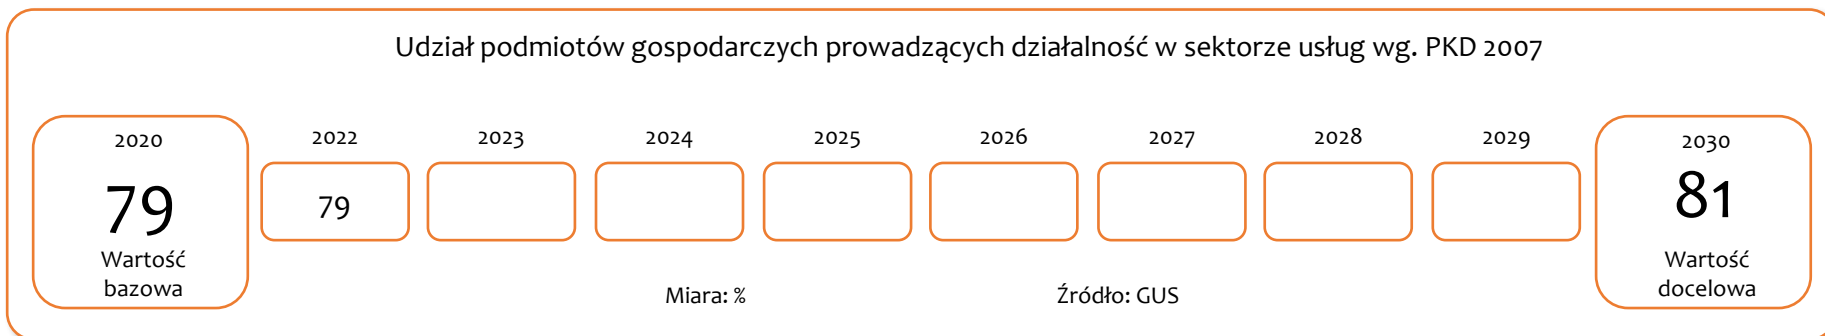 Udział podmiotów gospodarczych prowadzących działalność w sektorze usług wg. PKD 2007
2020
79
Wartość
bazowa
2022
79
2023
2024
2025
2026
2027
2028
2029
2030
81
Wartość
docelowa
Miara: %
Źródło: GUS